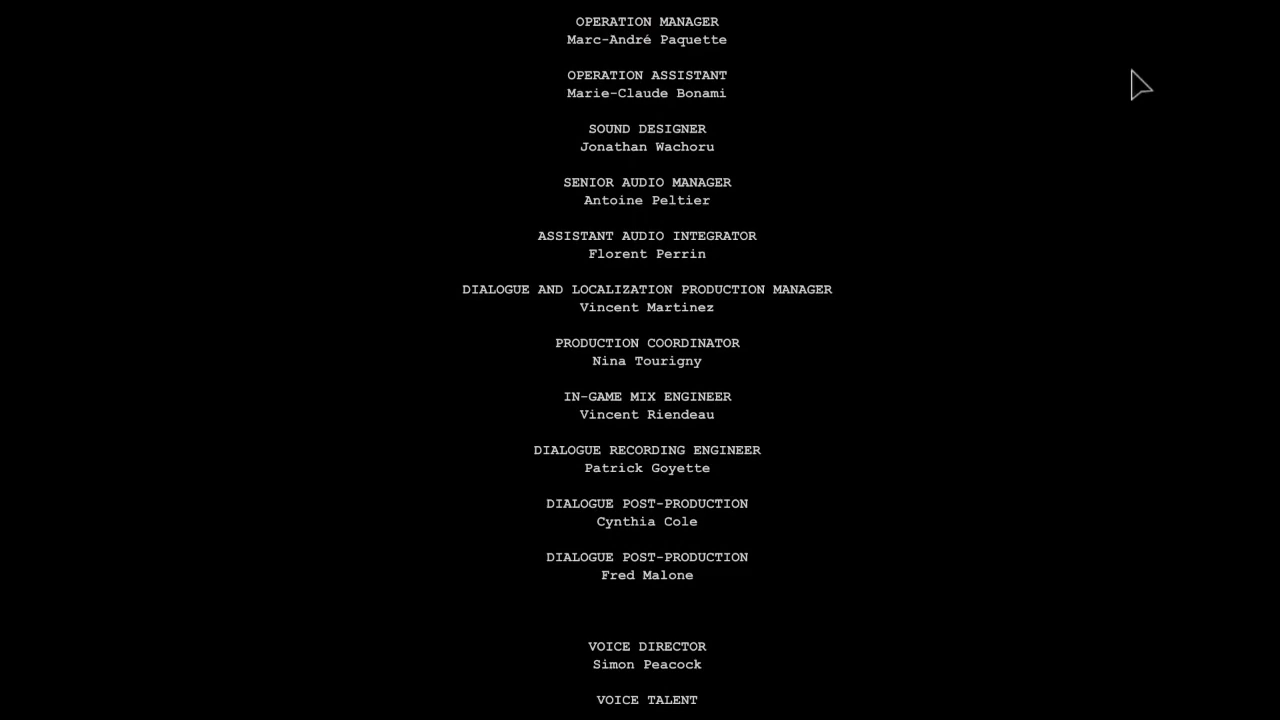 OPERATION MANAGER
Marc-André Paquette
OPERATION ASSISTANT
Marie-Claude Bonami
SOUND DESIGNER
Jonathan Wachoru
SENIOR AUDIO MANAGER
Antoine Peltier
ASSISTANT AUDIO INTEGRATOR
Florent Perrin
DIALOGUE AND LOCALIZATION PRODUCTION MANAGER
Vincent Martinez
PRODUCTION COORDINATOR
Nina Tourigny
IN-GAME MIX ENGINEER
Vincent Riendeau
DIALOGUE RECORDING ENGINEER
Patrick Goyette
DIALOGUE POST-PRODUCTION
Cynthia Cole
DIALOGUE POST-PRODUCTION
Fred Malone
VOICE DIRECTOR
Simon Peacock
VOICE TALENT